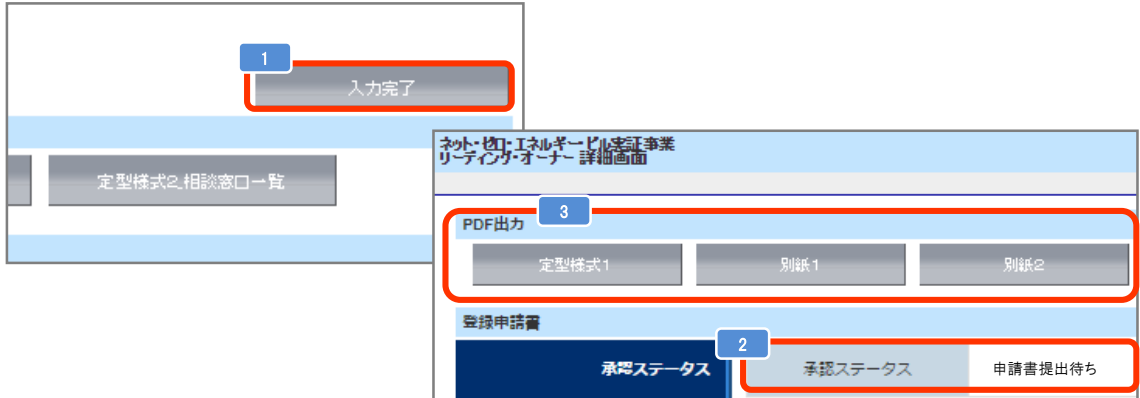 1
入力完了
定型様式2_相談窓口一覧
ネット・ゼロ・エネルギー・ビル実証事業
リーディング・オーナー 詳細画面
3
PDF出力
定型様式1
別紙1
別紙2
登録申請書
2
承認ステータス
承認ステータス
申請書提出待ち